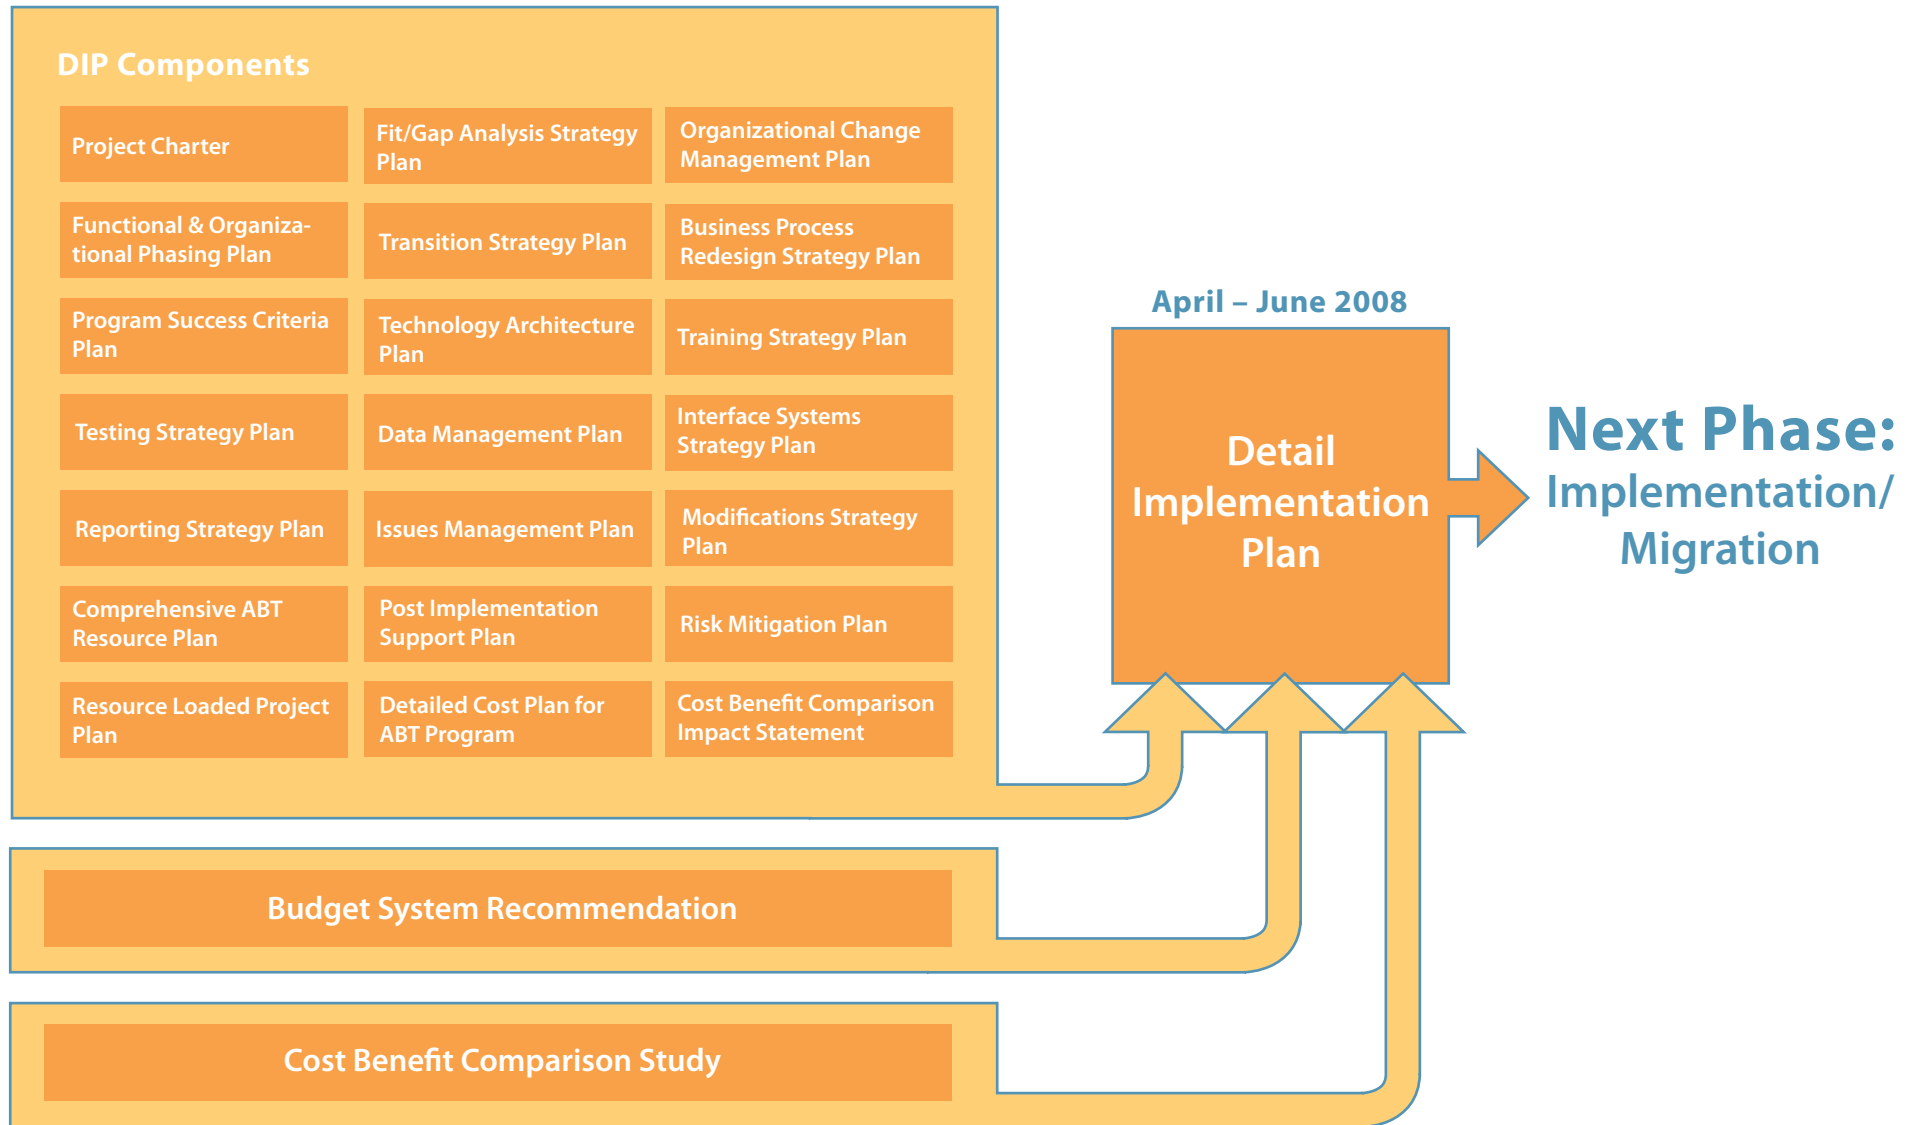 DIP Components
Project Charter
Fit/Gap Analysis Strategy
Plan
Organizational Change
Management Plan
Functional & Organiza-
tional Phasing Plan
Transition Strategy Plan
Business Process
Redesign Strategy Plan
Program Success Criteria
Plan
Technology Architecture
Plan
Training Strategy Plan
Testing Strategy Plan
Data Management Plan
Interface Systems
Strategy Plan
Reporting Strategy Plan
Issues Management Plan
Modifications Strategy
Plan
Comprehensive ABT
Resource Plan
Post Implementation
Support Plan
Risk Mitigation Plan
Resource Loaded Project
Plan
Detailed Cost Plan for
ABT Program
Cost Benefit Comparison
Impact Statement
Budget System Recommendation
Cost Benefit Comparison Study
April – June 2008
Detail
Implementation
Plan
Next Phase:
Implementation/
Migration